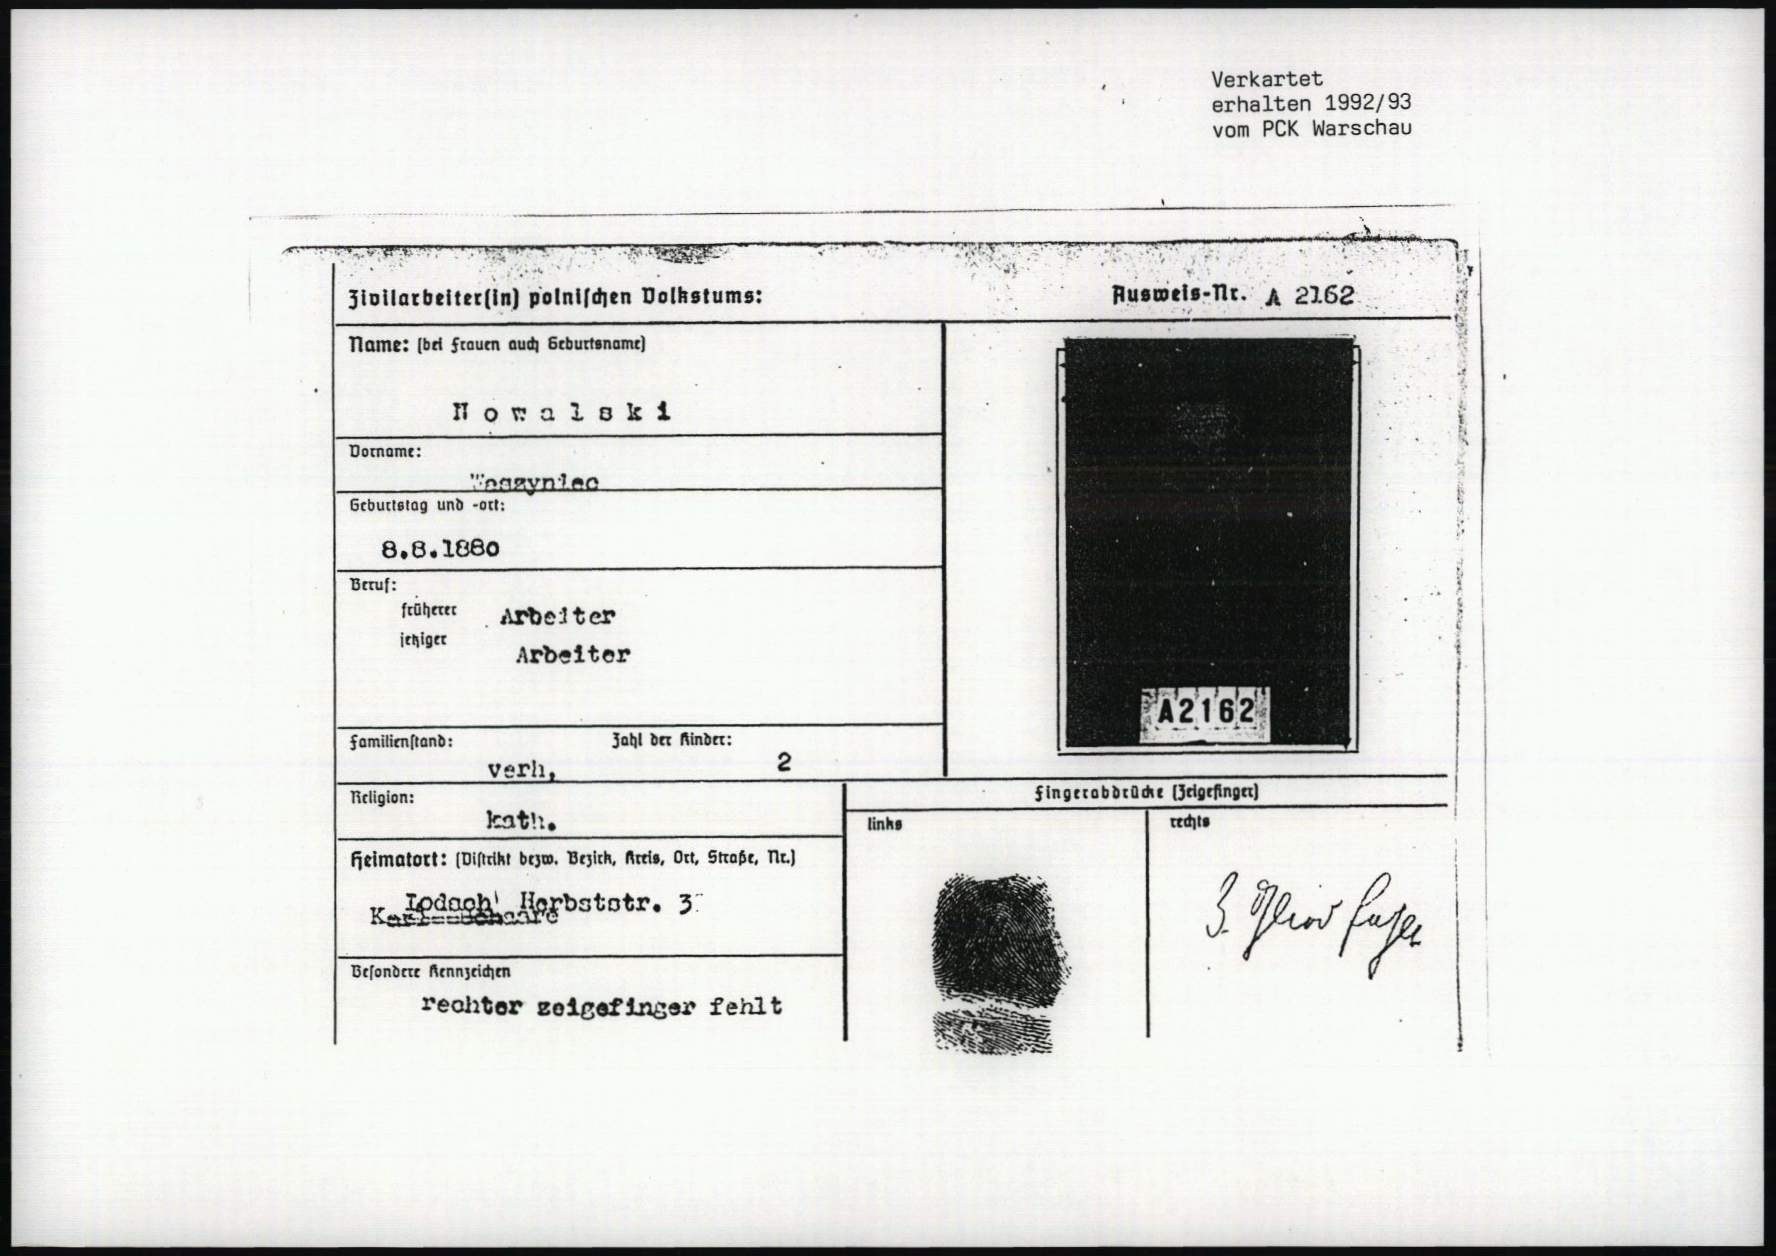 Verkartet
erhalten 1992/93
vom PCK Warschau
Zivilarbeiter(in) polnischen Volkstums:
Ausweis-Nr. A 2162
Name: (bei Frauen auch Geburtsname)
Nowalski
Vorname:
Geburtstag und -ort:
8.8.1880
Beruf:
früherer Arbeiter
jetziger Arbeiter
A2162
Familienstand: Zahl der Kinder:
verh, 2
Religion:
kath.
Fingerabdrücke (Zeigefinger)
links
rechts
Heimatort: (Distrikt bezw. Bezirk, Kreis, Ort, Straße, Nr.)
Herbststr. 3
Besondere Kennzeichen
rechter zeigefinger fehlt